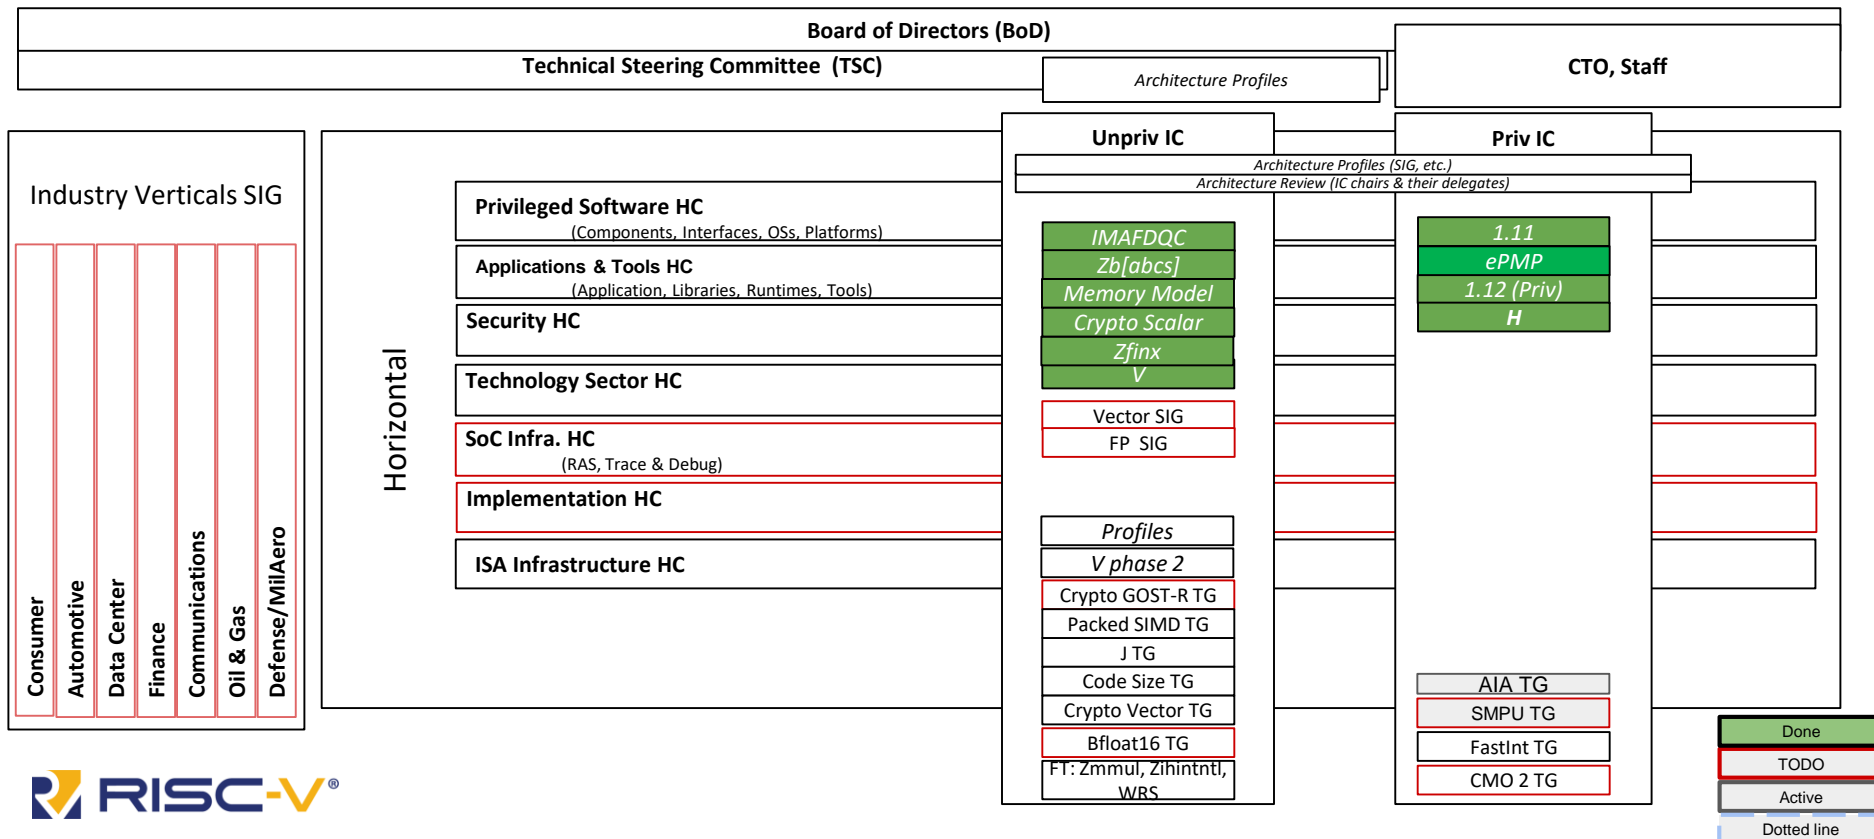 Board of Directors (BoD)
Technical Steering Committee (TSC)
Architecture Profiles
CTO, Staff
Industry Verticals SIG
Consumer
Automotive
Data Center
Finance
Communications
Oil & Gas
Defense/MilAero
Horizontal
Privileged Software HC
(Components, Interfaces, OSs, Platforms)
Applications & Tools HC
(Application, Libraries, Runtimes, Tools)
Security HC
Technology Sector HC
SoC Infra. HC
(RAS, Trace & Debug)
Implementation HC
ISA Infrastructure HC
Unpriv IC
Priv IC
Architecture Profiles (SIG, etc.)
Architecture Review (IC chairs & their delegates)
IMAFDQC
Zb[abcs]
Memory Model
Crypto Scalar
Zfinx
V
Vector SIG
FP SIG
Profiles
V phase 2
Crypto GOST-R TG
Packed SIMD TG
J TG
Code Size TG
Crypto Vector TG
Bfloat16 TG
FT: Zmmul, Zihintntl,
WRS
1.11
ePMP
1.12 (Priv)
H
AIA TG
SMPU TG
FastInt TG
CMO 2 TG
Done
TODO
Active
Dotted line
RISC-V®